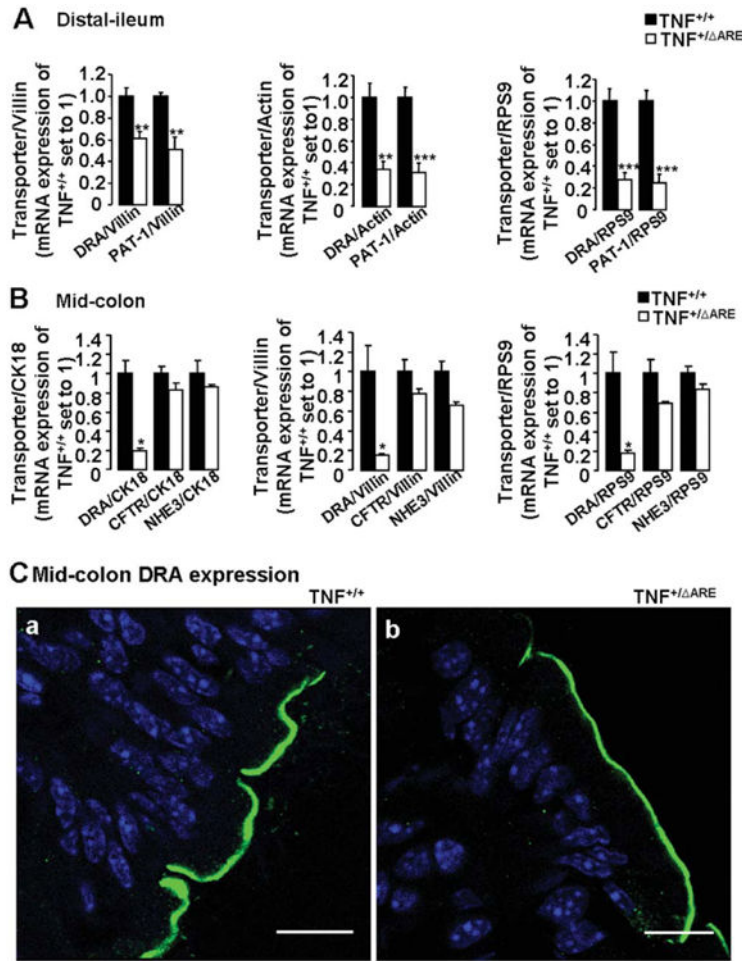 A Distal-ileum
TNF+/+
TNF+/ΔARE
Transporter/Villin
(mRNA expression of
TNF+/+ set to 1)
1.2
1.0
0.8
0.6
0.4
0.2
0
**
**
DRA/Villin
PAT-1/Villin
Transporter/Actin
(mRNA expression of
TNF+/+ set to1)
1.2
1.0
0.8
0.6
0.4
0.2
0
**
***
DRA/Actin
PAT-1/Actin
Transporter/RPS9
(mRNA expression of
TNF+/+ set to 1)
1.2
1.0
0.8
0.6
0.4
0.2
0
***
***
DRA/RPS9
PAT-1/RPS9
B Mid-colon
TNF+/+
TNF+/ΔARE
Transporter/CK18
(mRNA expression of
TNF+/+ set to 1)
1.4
1.2
1
0.8
0.6
0.4
0.2
0
*
DRA/CK18
CFTR/CK18
NHE3/CK18
Transporter/Villin
(mRNA expression of
TNF+/+ set to 1)
1.4
1.2
1
0.8
0.6
0.4
0.2
0
*
DRA/Villin
CFTR/Villin
NHE3/Villin
Transporter/RPS9
(mRNA expression of
TNF+/+ set to 1)
1.4
1.2
1
0.8
0.6
0.4
0.2
0
*
DRA/RPS9
CFTR/RPS9
NHE3/RPS9
C Mid-colon DRA expression
TNF+/+
TNF+/ΔARE
a
b